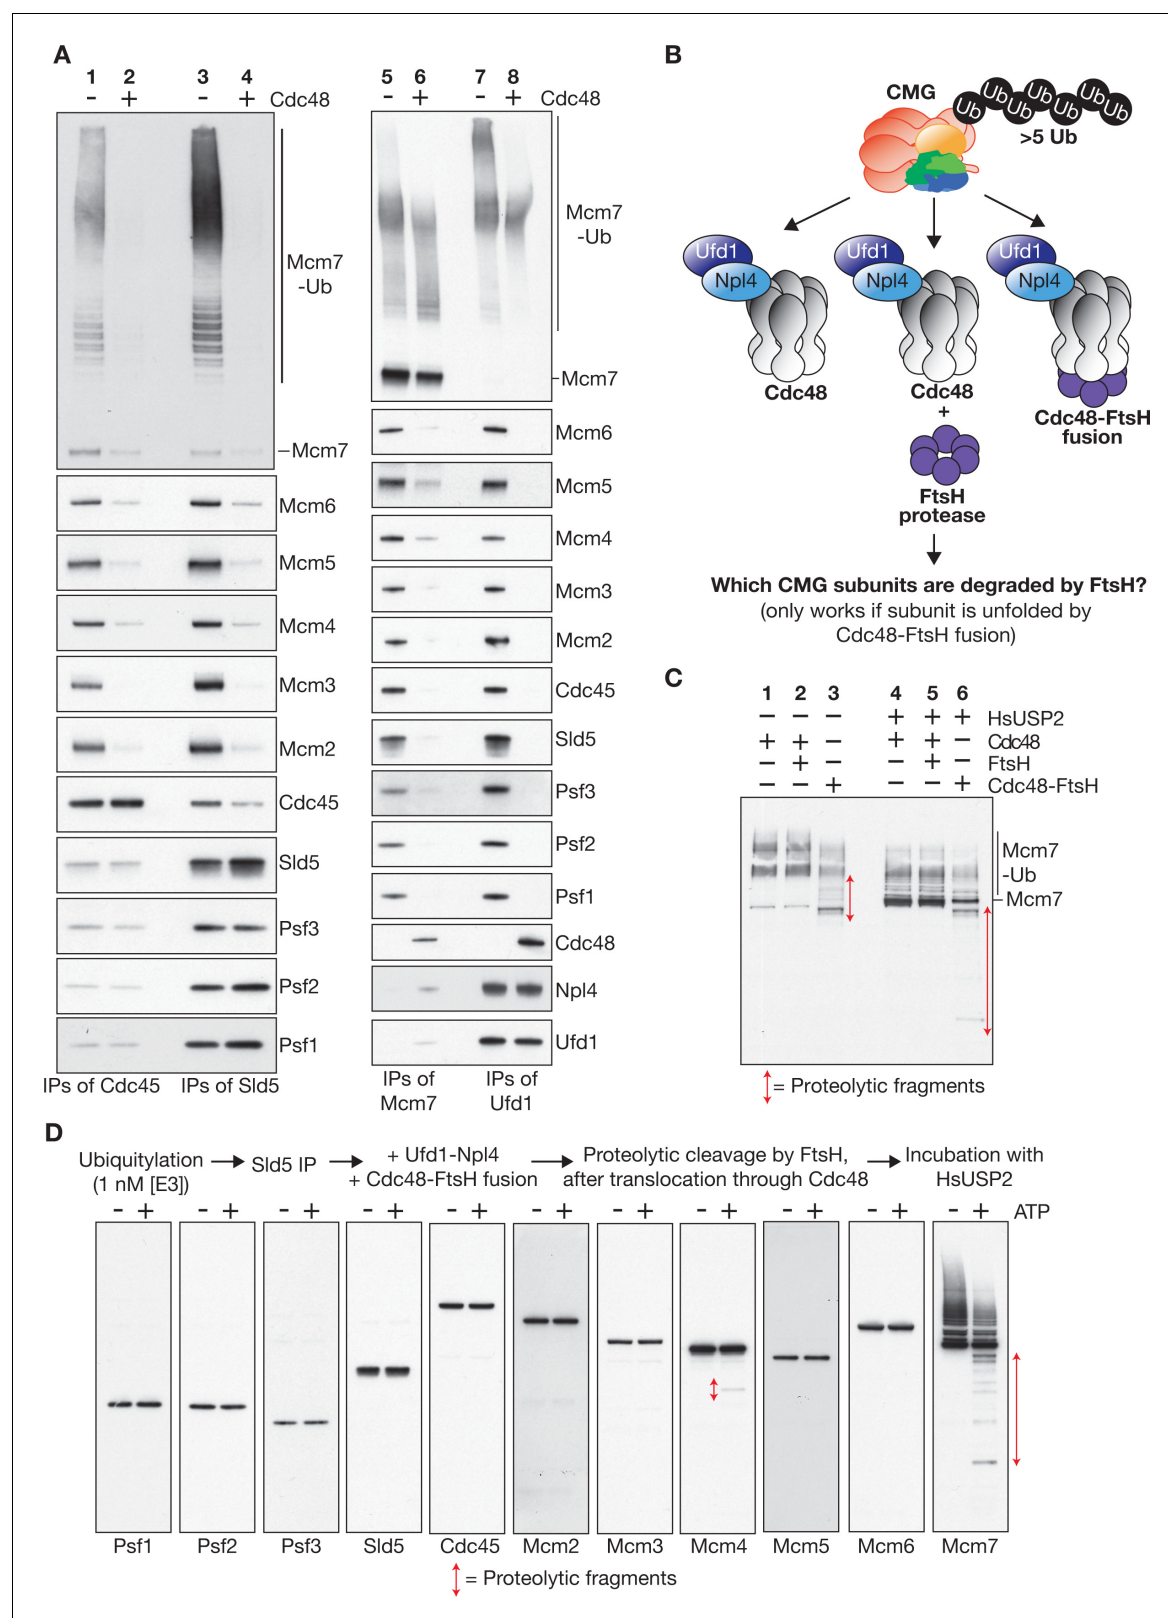 A
1 2 3 4
- + - + Cdc48
Mcm7
-Ub
Mcm7
Mcm6
Mcm5
Mcm4
Mcm3
Mcm2
Cdc45
Sld5
Psf3
Psf2
Psf1
IPs of Cdc45 IPs of Sld5
5 6 7 8
- + - + Cdc48
Mcm7
-Ub
Mcm7
Mcm6
Mcm5
Mcm4
Mcm3
Mcm2
Cdc45
Sld5
Psf3
Psf2
Psf1
Cdc48
Npl4
Ufd1
IPs of
Mcm7
IPs of
Ufd1
B
CMG
Ub Ub Ub Ub Ub Ub Ub Ub
>5 Ub
Ufd1 Ufd1 Ufd1
Npl4 Npl4 Npl4
Cdc48
Cdc48
+
FtsH
protease
Cdc48-FtsH
fusion
Which CMG subunits are degraded by FtsH?
(only works if subunit is unfolded by
Cdc48-FtsH fusion)
C
1 2 3 4 5 6
- - - + + + HsUSP2
+ + - + + - Cdc48
- + - - + - FtsH
- - + - - + Cdc48-FtsH
Mcm7
-Ub
Mcm7
= Proteolytic fragments
D
Ubiquitylation
(1 nM [E3])
Sld5 IP
+ Ufd1-Npl4
+ Cdc48-FtsH fusion
Proteolytic cleavage by FtsH,
after translocation through Cdc48
Incubation with
HsUSP2
- + - + - + - + - + - + - + - + - + - + - + ATP
Psf1 Psf2 Psf3 Sld5 Cdc45 Mcm2 Mcm3 Mcm4 Mcm5 Mcm6 Mcm7
= Proteolytic fragments